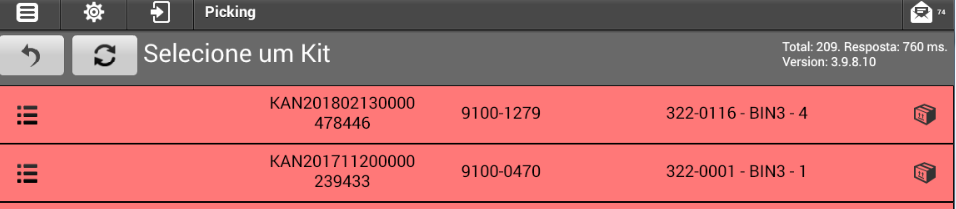 Picking
74
Selecione um Kit
Total: 209. Resposta: 760 ms.
Version: 3.9.8.10
KAN201802130000
478446
9100-1279
322-0116 - BIN3 - 4
KAN201711200000
239433
9100-0470
322-0001 - BIN3 - 1